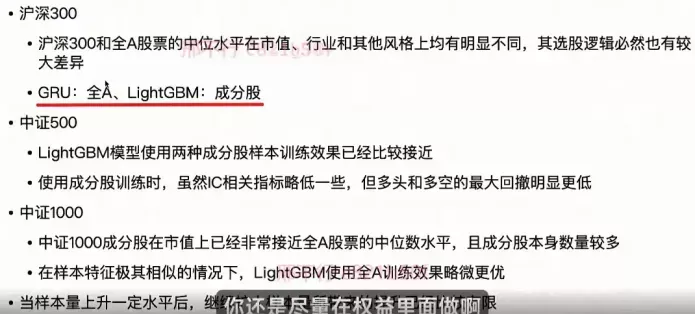 • 沪深300
• 沪深300和全A股票的中位水平在市值、行业和其他风格上均有明显不同，其选股逻辑必然也有较
大差异
• GRU：全A、LightGBM：成分股
• 中证500
• LightGBM模型使用两种成分股样本训练效果已经比较接近
• 使用成分股训练时，虽然IC相关指标略低一些，但多头和多空的最大回撤明显更低
• 中证1000
• 中证1000成分股在市值上已经非常接近全A股票的中位数水平，且成分股本身数量较多
• 在样本特征极其相似的情况下，LightGBM使用全A训练效果略微更优
• 当样本量上升一定水平后，继续
你还是尽量在权益里面做啊